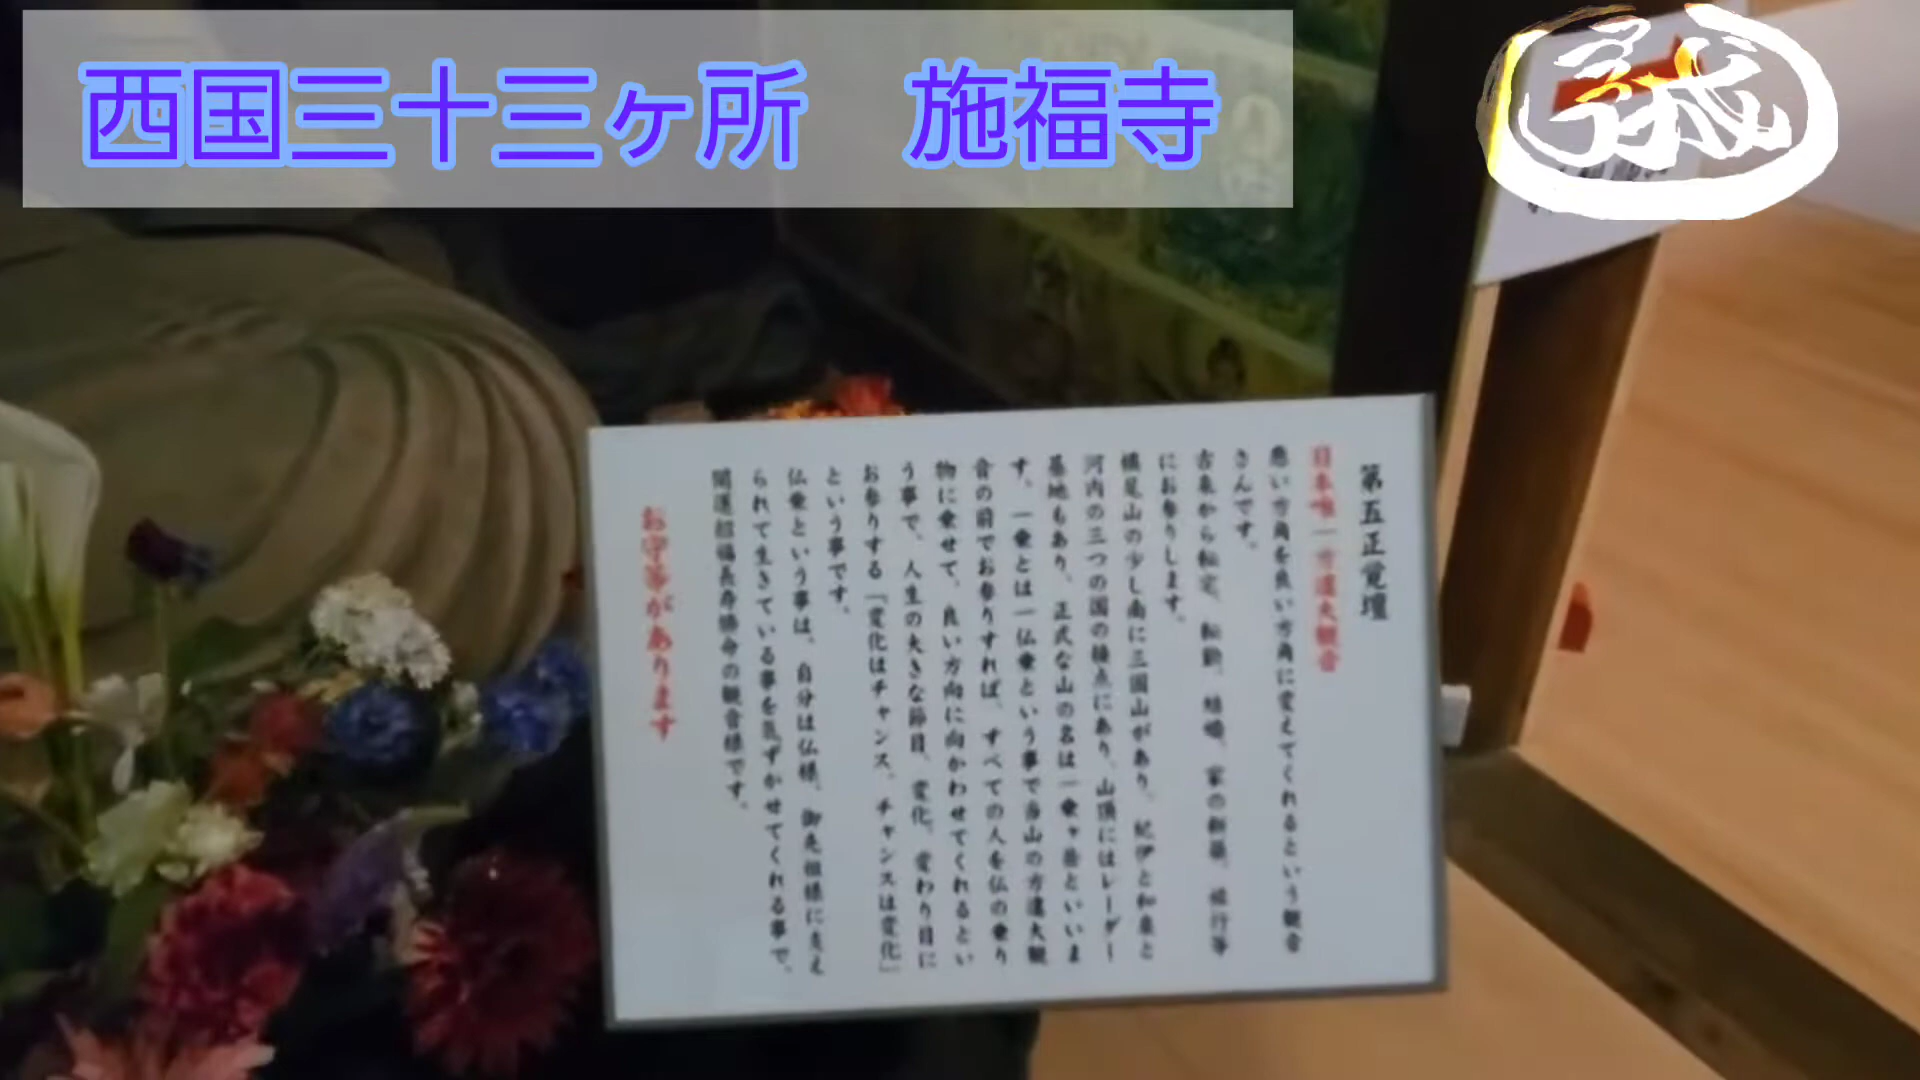 西国三十三ヶ所　施福寺
誠
第五正覚壇
日本唯一方違大観音
悪い方角を良い方角に変えてくれるという観音
さんです。
古来から転宅、転勤、結婚、家の新築、旅行等
にお参りします。
槇尾山の少し南に三国山があり、紀伊と和泉と
河内の三つの国の接点にあり、山頂にはレーダー
基地もあり、正式な山の名は一乗ヶ岳といいま
す。一乗とは一仏乗という事で当山の方違大観
音の前でお参りすれば、すべての人を仏の乗り
物に乗せて、良い方向に向かわせてくれるとい
う事で、人生の大きな節目、変化、変わり目に
お参りする「変化はチャンス、チャンスは変化」
という事です。
仏乗という事は、自分は仏様、御先祖様に支え
られて生きている事を気ずかせてくれる事で、
開運招福長寿延命の観音様です。
お守等があります